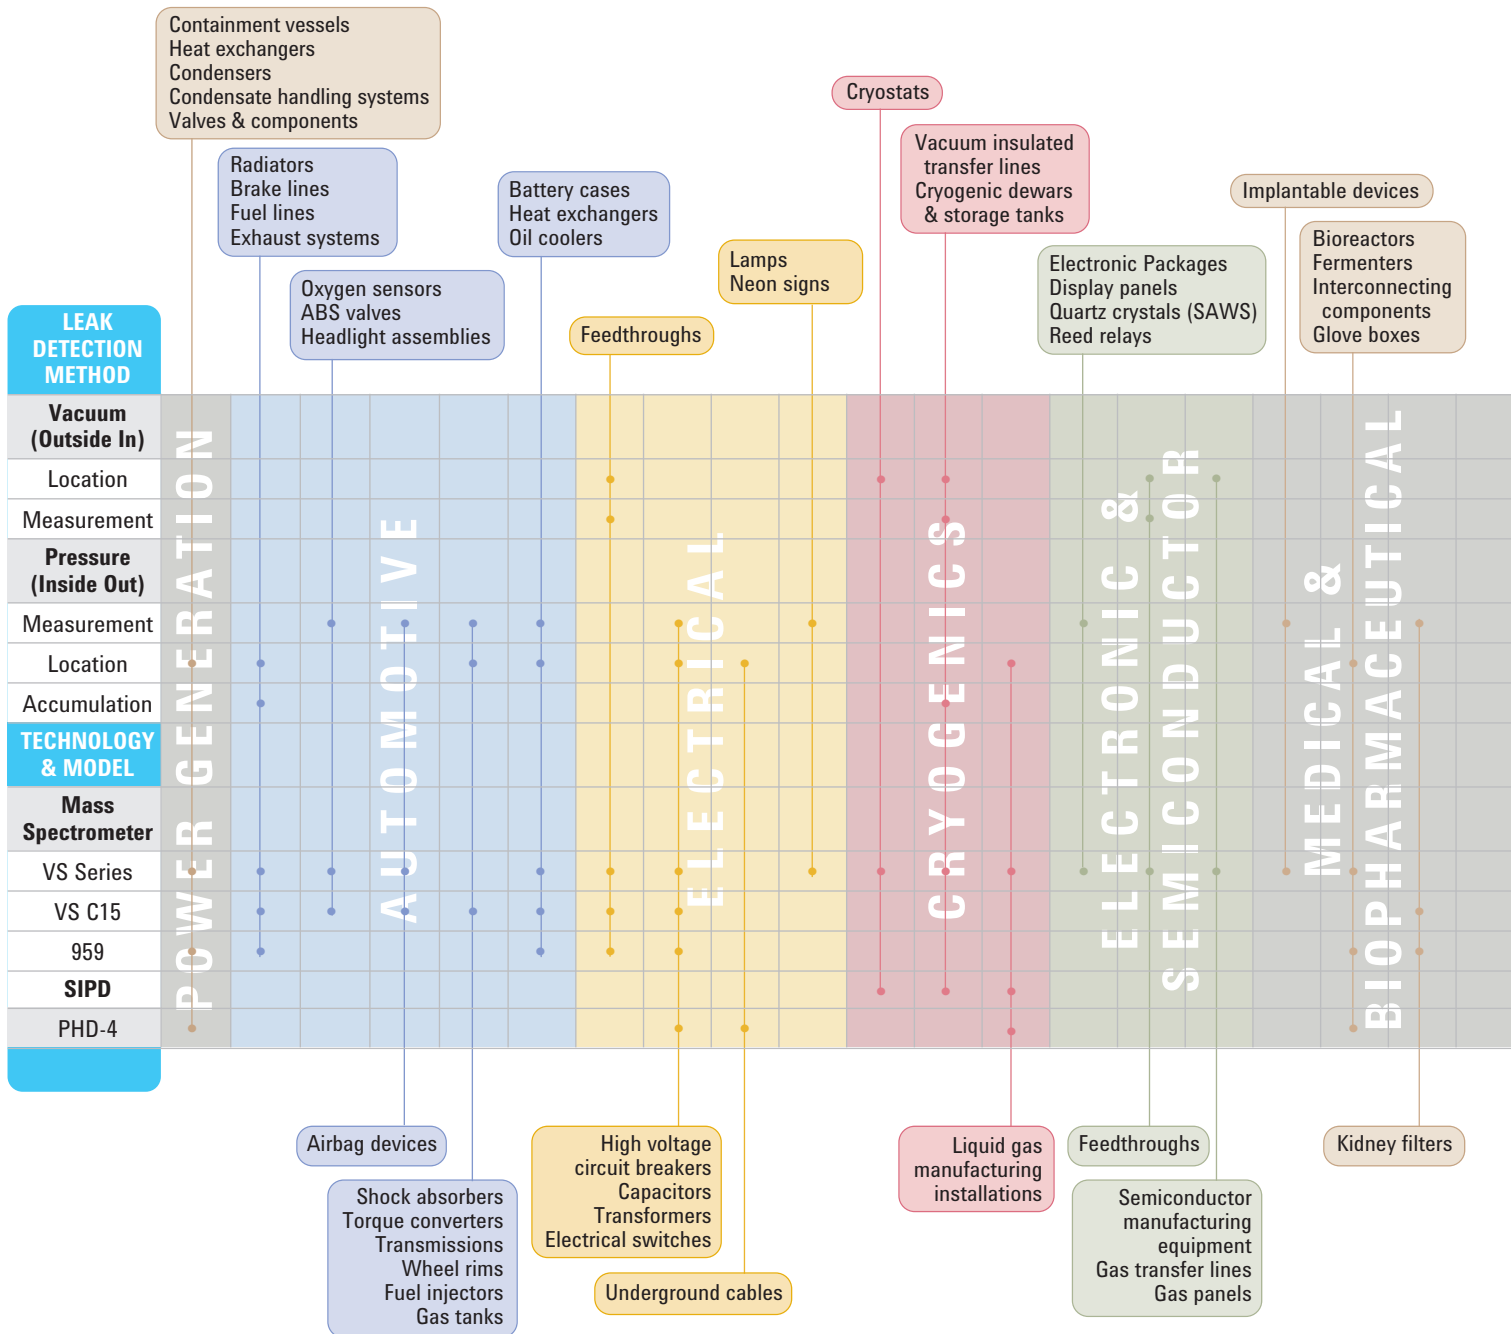 Containment vessels
Heat exchangers
Condensers
Condensate handling systems
Valves & components
Radiators
Brake lines
Fuel lines
Exhaust systems
Oxygen sensors
ABS valves
Headlight assemblies
Battery cases
Heat exchangers
Oil coolers
Feedthroughs
Lamps
Neon signs
Cryostats
Vacuum insulated
transfer lines
Cryogenic dewars
& storage tanks
Electronic Packages
Display panels
Quartz crystals (SAWS)
Reed relays
Implantable devices
Bioreactors
Fermenters
Interconnecting
components
Glove boxes
LEAK
DETECTION
METHOD
Vacuum
(Outside In)
Location
Measurement
Pressure
(Inside Out)
Measurement
Location
Accumulation
TECHNOLOGY
& MODEL
Mass
Spectrometer
VS Series
VS C15
959
SIPD
PHD-4
POWER GENERATION
AUTOMOTIVE
ELECTRICAL
CRYOGENICS
ELECTRONIC &
SEMICONDUCTOR
MEDICAL &
BIOPHARMACEUTICAL
Airbag devices
Shock absorbers
Torque converters
Transmissions
Wheel rims
Fuel injectors
Gas tanks
High voltage
circuit breakers
Capacitors
Transformers
Electrical switches
Underground cables
Liquid gas
manufacturing
installations
Feedthroughs
Semiconductor
manufacturing
equipment
Gas transfer lines
Gas panels
Kidney filters